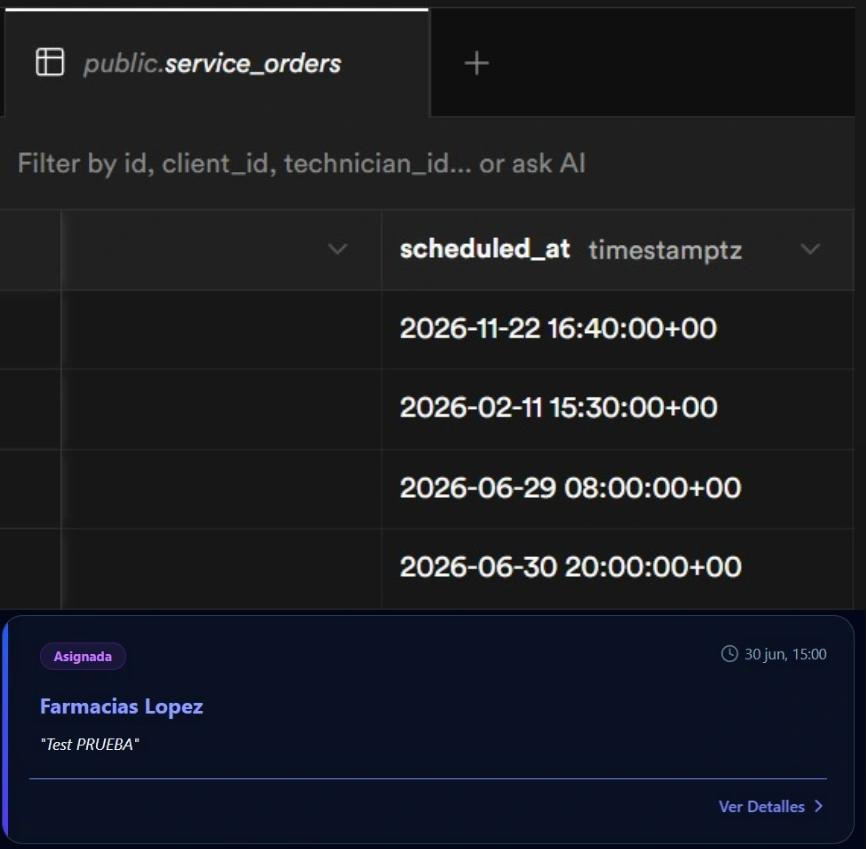 public.service_orders
Filter by id, client_id, technician_id... or ask AI
scheduled_at timestamptz
2026-11-22 16:40:00+00
2026-02-11 15:30:00+00
2026-06-29 08:00:00+00
2026-06-30 20:00:00+00
Asignada
30 jun, 15:00
Farmacias Lopez
"Test PRUEBA"
Ver Detalles